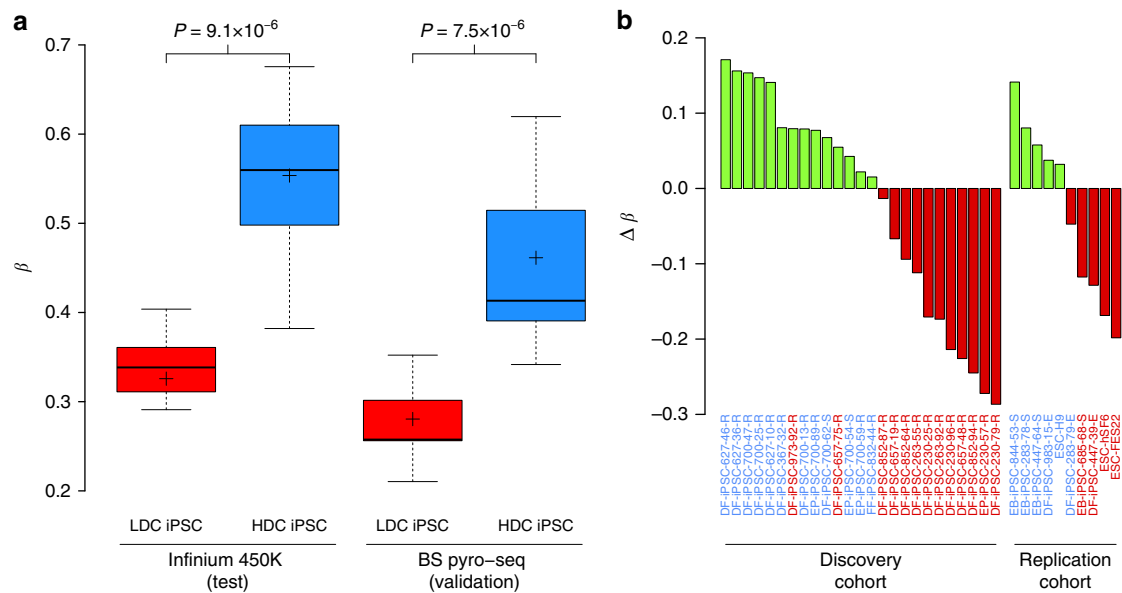 a
P = 9.1×10⁻⁶
P = 7.5×10⁻⁶
0.7
0.6
0.5
0.4
0.3
0.2
β
LDC iPSC
HDC iPSC
LDC iPSC
HDC iPSC
Infinium 450K
(test)
BS pyro–seq
(validation)
b
0.2
0.1
0.0
–0.1
–0.2
–0.3
Δ β
DF-iPSC-627-46-R
DF-iPSC-627-36-R
DF-iPSC-700-47-R
DF-iPSC-700-25-R
DF-iPSC-627-10-R
DF-iPSC-367-32-R
DF-iPSC-973-92-R
DF-iPSC-700-13-R
EP-iPSC-700-89-R
DF-iPSC-700-62-S
DF-iPSC-657-75-R
EP-iPSC-700-54-S
EP-iPSC-700-59-R
FF-iPSC-632-44-R
DF-iPSC-852-87-R
DF-iPSC-657-19-R
DF-iPSC-852-64-R
DF-iPSC-263-55-R
DF-iPSC-230-25-R
DF-iPSC-263-92-R
DF-iPSC-230-96-R
DF-iPSC-657-48-R
DF-iPSC-852-94-R
EP-iPSC-230-57-R
DF-iPSC-230-79-R
EB-iPSC-844-53-S
EB-iPSC-283-78-S
EB-iPSC-447-64-S
DF-iPSC-983-15-E
ESC-H9
DF-iPSC-283-79-E
EB-iPSC-685-68-S
DF-iPSC-447-39-E
ESC-hSF6
ESC-FES22
Discovery
cohort
Replication
cohort